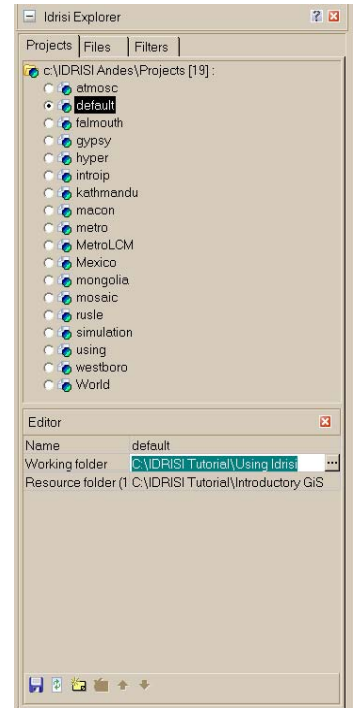 Idrisi Explorer
Projects Files Filters
c:\IDRISI Andes\Projects [19] :
atmosc
default
falmouth
gypsy
hyper
introip
kathmandu
macon
metro
MetroLCM
Mexico
mongolia
mosaic
rusle
simulation
using
westboro
World
Editor
Name default
Working folder C:\IDRISI Tutorial\Using Idrisi ...
Resource folder (1 C:\IDRISI Tutorial\Introductory GiS